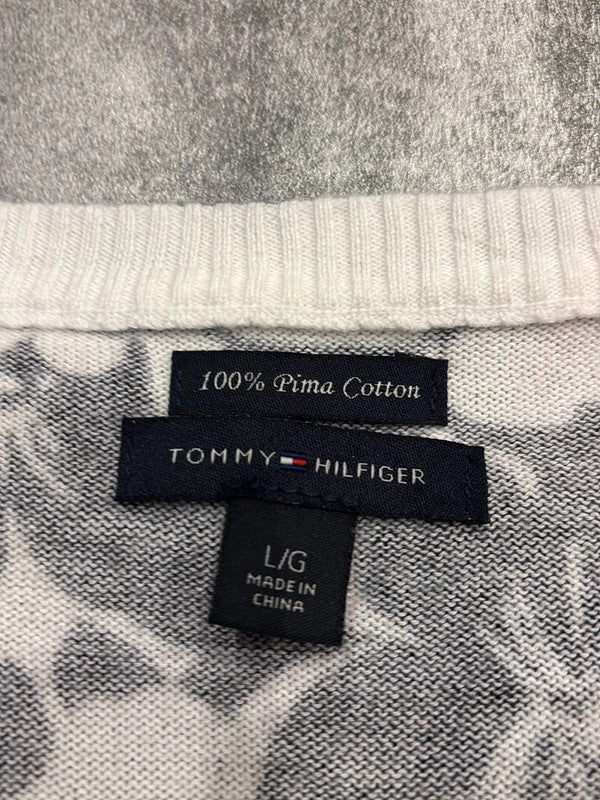 100% Pima Cotton
TOMMY HILFIGER
L/G
MADE IN
CHINA